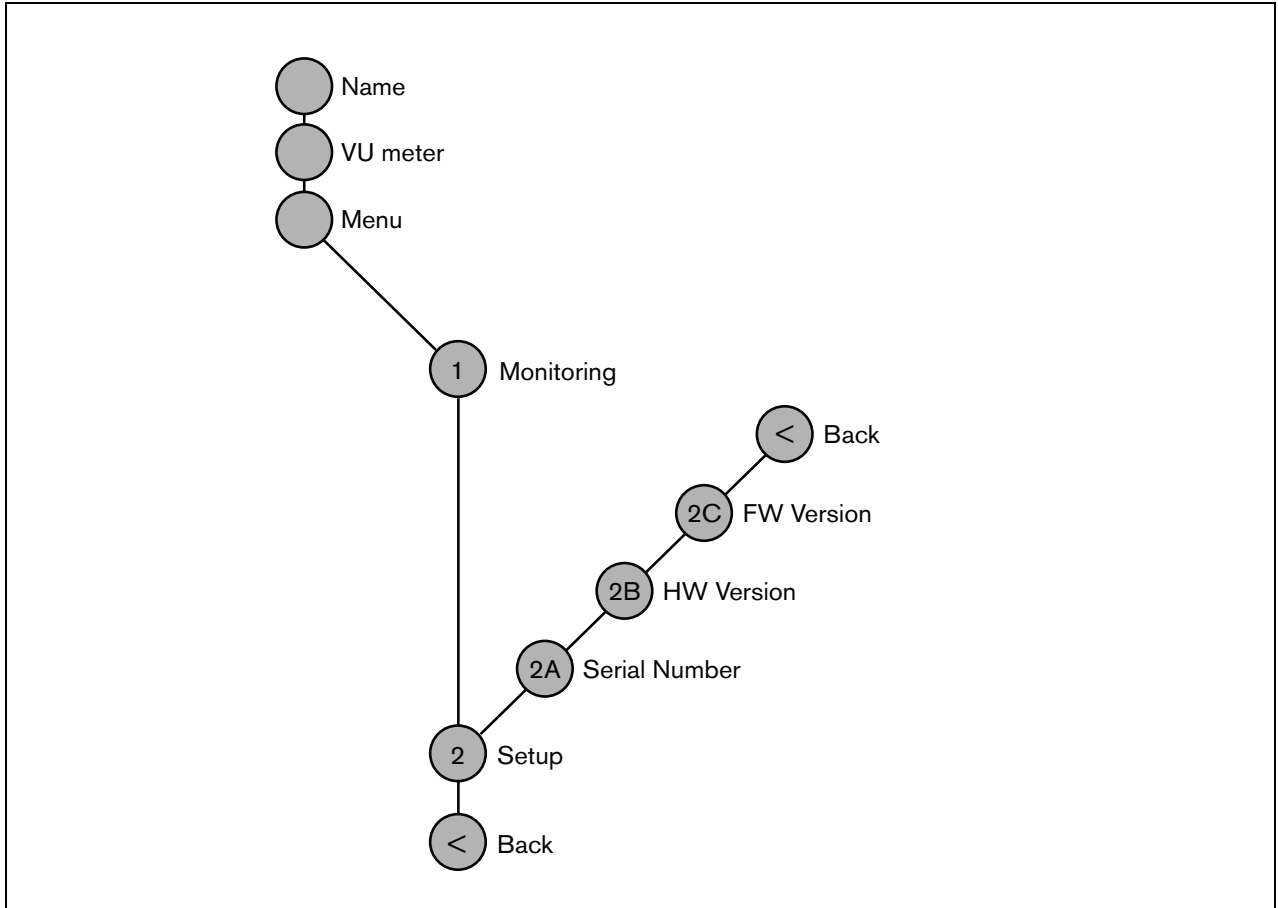 Name
VU meter
Menu
1 Monitoring
< Back
2C FW Version
2B HW Version
2A Serial Number
2 Setup
< Back